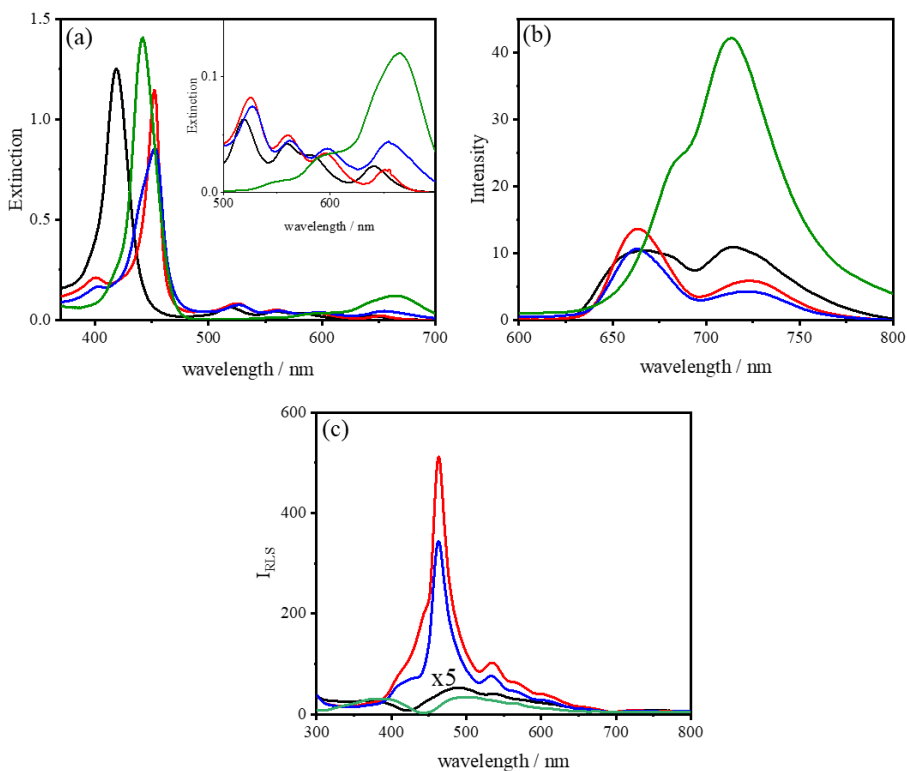 (a)
1.5
1.0
0.5
0.0
Extinction
400 500 600 700
wavelength / nm
0.1
0.0
Extinction
500 600
wavelength / nm
(b)
40
30
20
10
0
Intensity
600 650 700 750 800
wavelength / nm
(c)
600
400
200
0
I_RLS
x5
300 400 500 600 700 800
wavelength / nm